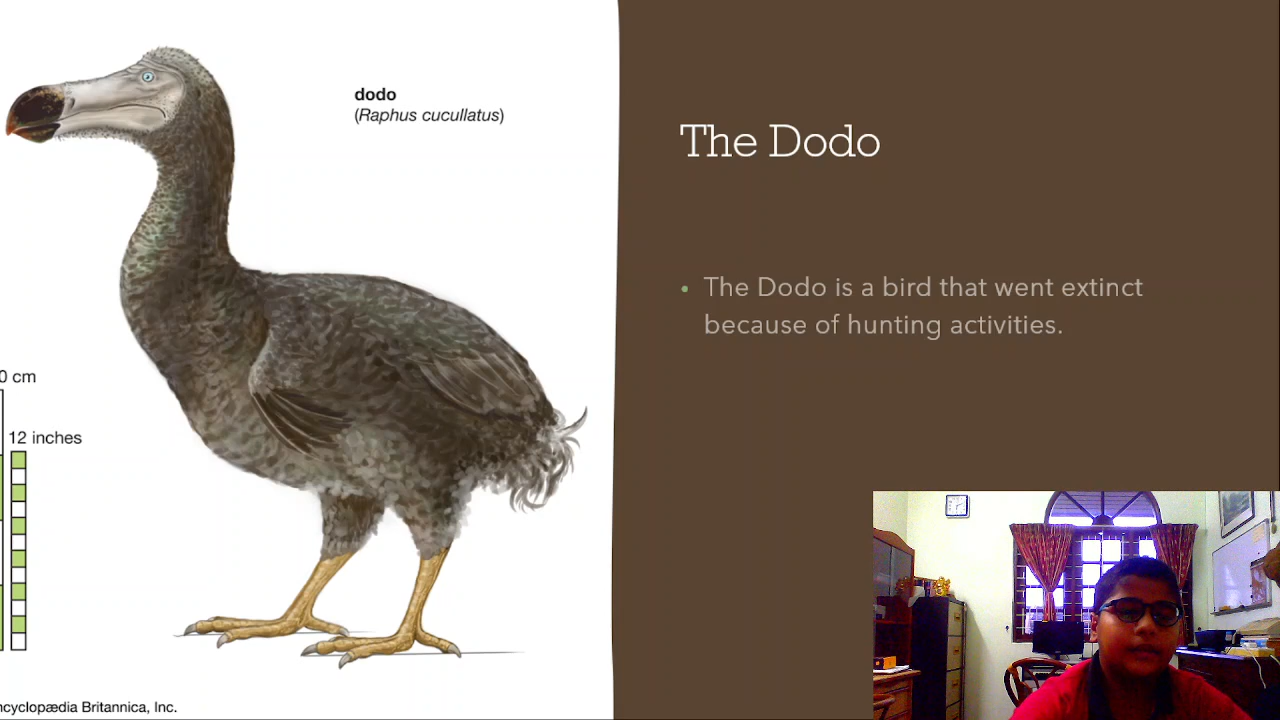 dodo
(Raphus cucullatus)
The Dodo
• The Dodo is a bird that went extinct
because of hunting activities.
0 cm
12 inches
ncyclopædia Britannica, Inc.